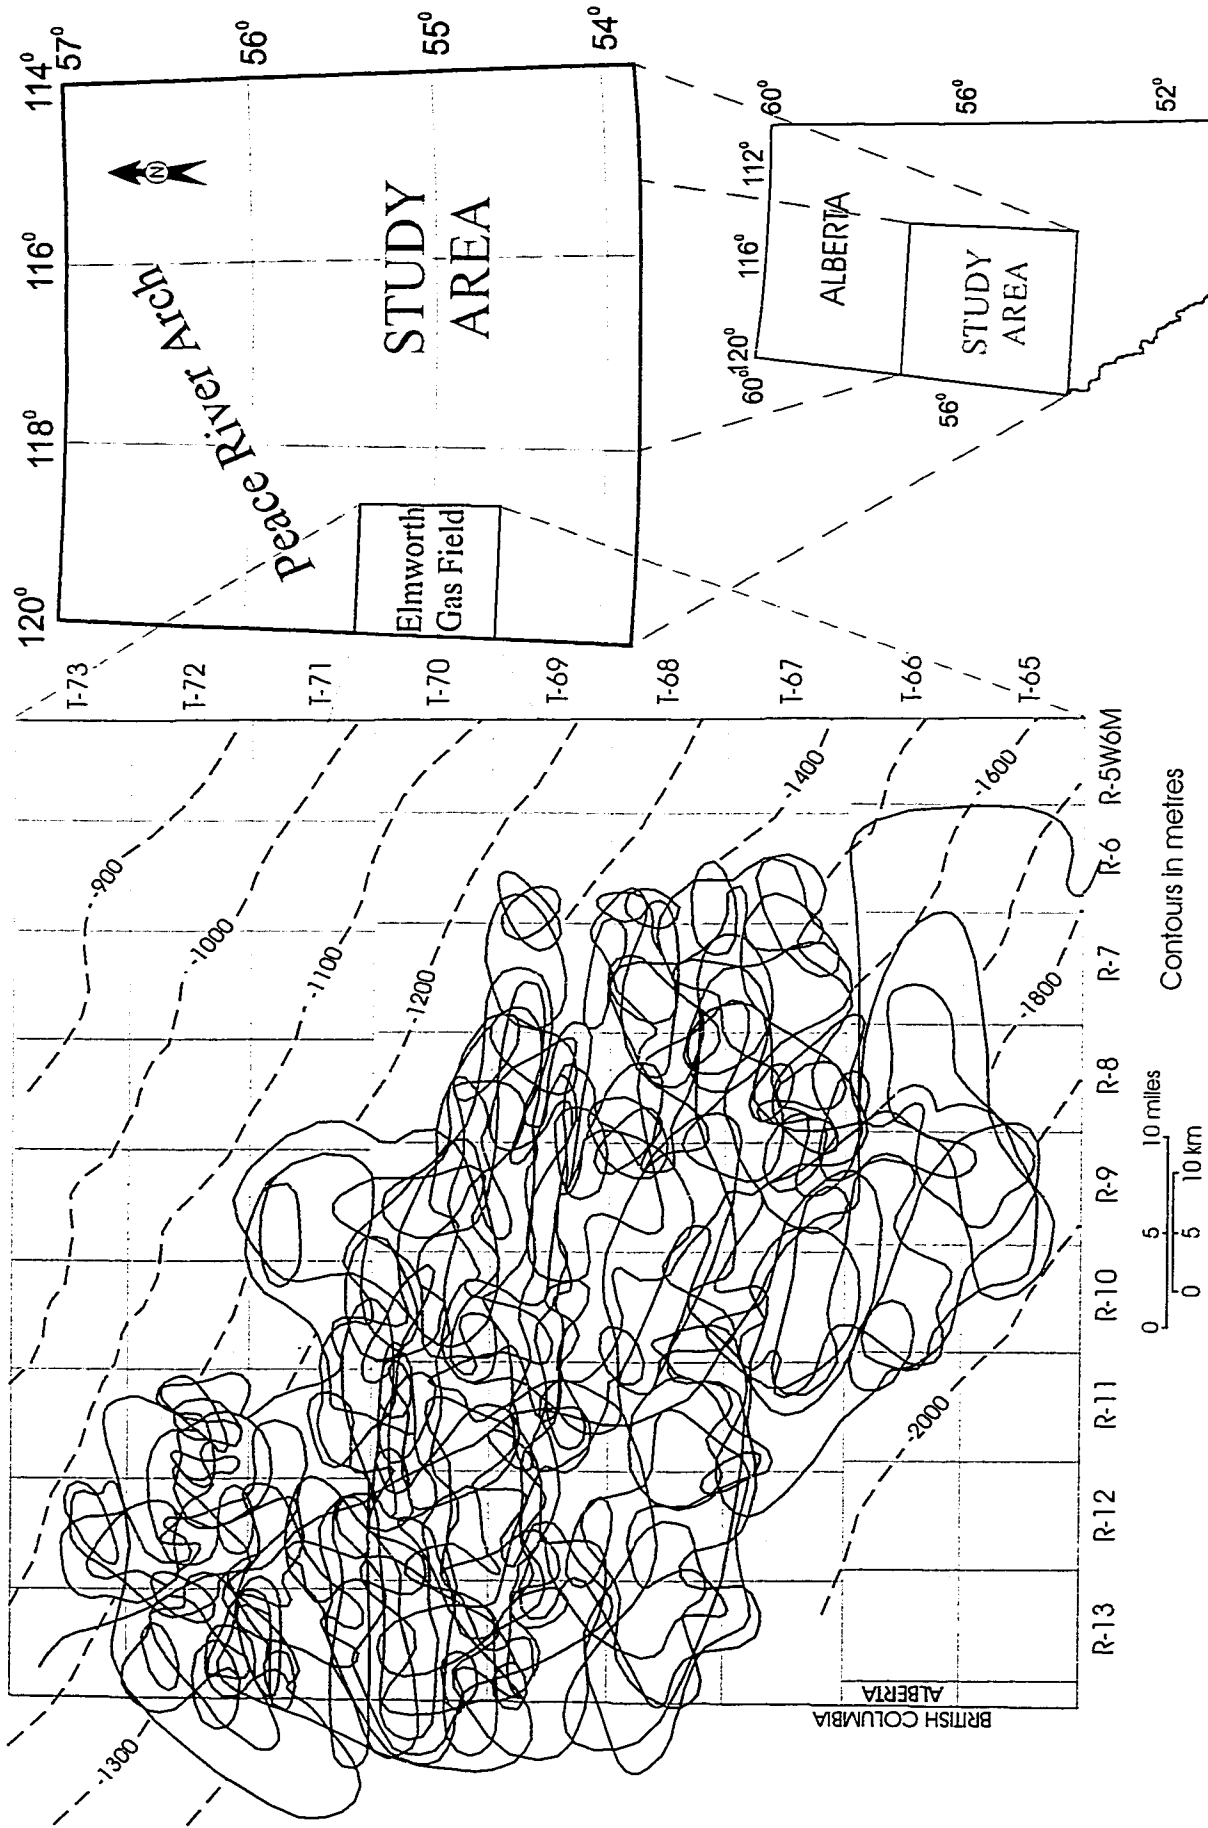 120°
118°
116°
114°
57°
56°
55°
54°
N
Peace River Arch
STUDY
AREA
Elmworth
Gas Field
60°
120°
116°
112°
60°
56°
56°
52°
ALBERTA
STUDY
AREA
T-73
T-72
T-71
T-70
T-69
T-68
T-67
T-66
T-65
-900
-1000
-1100
-1200
-1300
-1400
-1600
-1800
-2000
R-13
R-12
R-11
R-10
R-9
R-8
R-7
R-6
R-5W6M
BRITISH COLUMBIA
ALBERTA
0 5 10 miles
0 5 10 km
Contours in metres